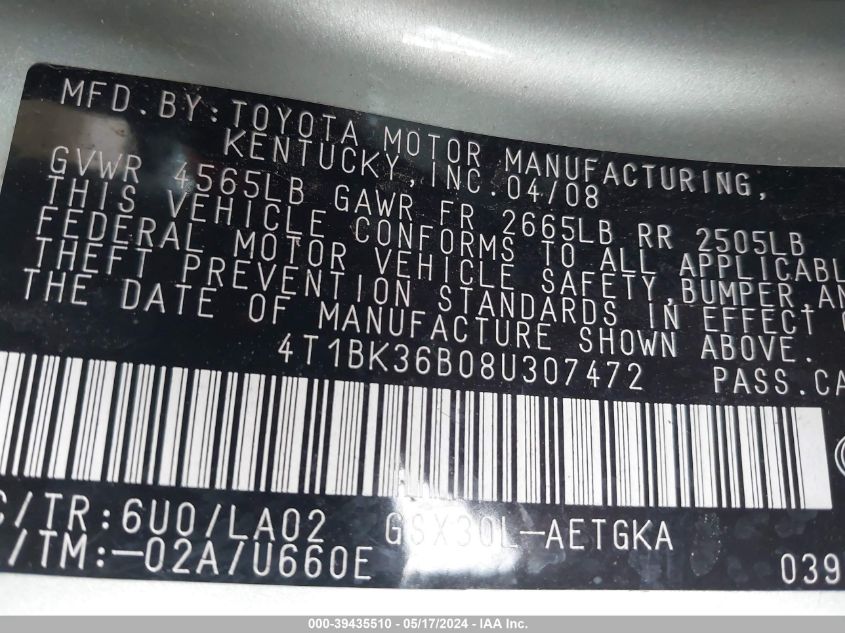 MFD. BY: TOYOTA MOTOR MANUFACTURING,
KENTUCKY, INC. 04/08
GVWR 4565LB GAWR FR 2665LB RR 2505LB
THIS VEHICLE CONFORMS TO ALL APPLICABL
FEDERAL MOTOR VEHICLE SAFETY, BUMPER, AN
THEFT PREVENTION STANDARDS IN EFFECT
THE DATE OF MANUFACTURE SHOWN ABOVE.
4T1BK36B08U307472 PASS.CA
C/TR: 6U0/LA02 GSX30L-AETGKA
/TM: -02A/U660E 039
000-39435510 - 05/17/2024 - IAA Inc.